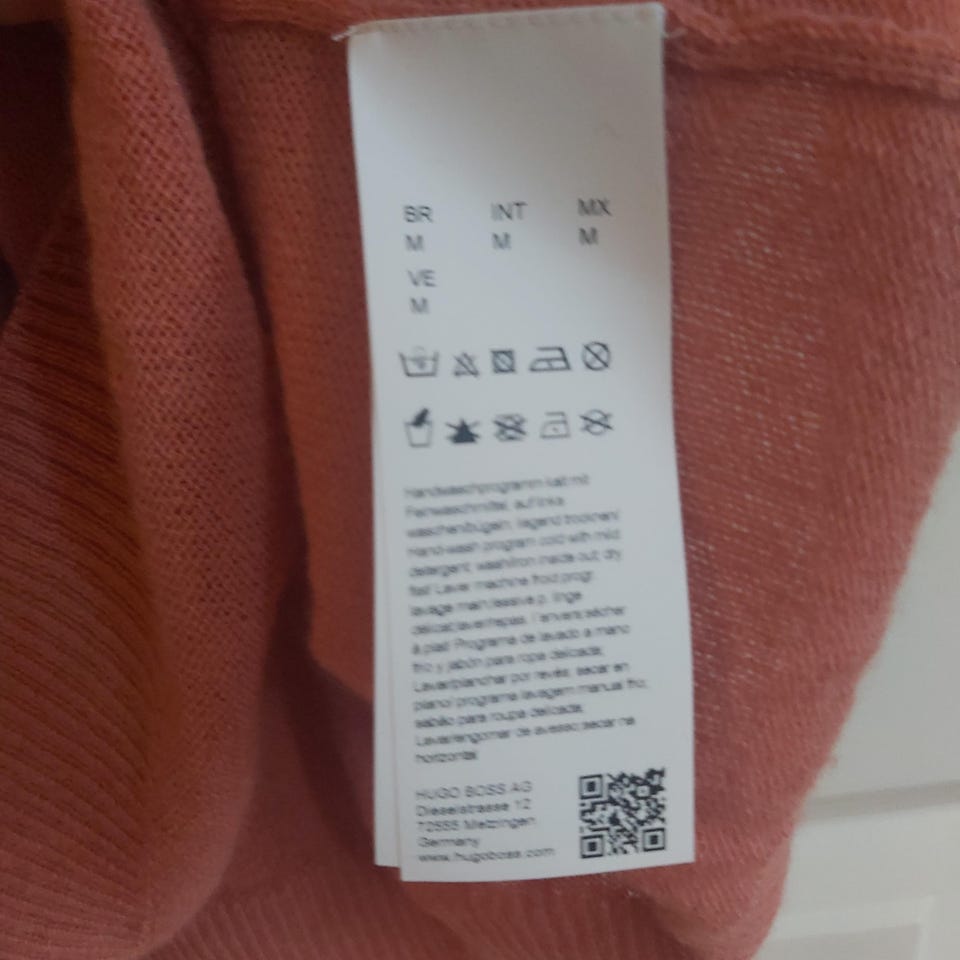 BR INT MX
M M M
VE
M
Handwaschprogramm kalt mit
Feinwaschmittel, auf links
waschen/bügeln, liegend trocknen/
Hand-wash program cold with mild
detergent; wash/iron inside out; dry
flat/ Laver machine froid progr.
lavage main,lessive p. linge
délicat;laver/repas. l'envers;sécher
à plat/ Programa de lavado a mano
frío y jabón para ropa delicada;
Lavar/planchar por revés; secar en
plano/ programa lavagem manual frio;
sabão para roupa delicada;
Lavar/engomar de avesso;secar na
horizontal
HUGO BOSS AG
Dieselstrasse 12
72555 Metzingen
Germany
www.hugoboss.com